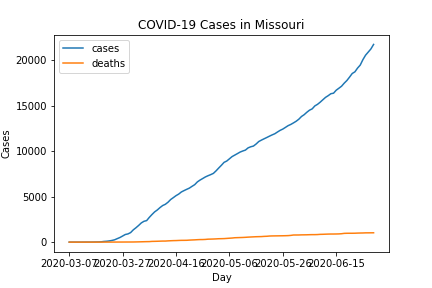 COVID-19 Cases in Missouri
cases
deaths
20000
15000
10000
5000
0
Cases
2020-03-07 2020-03-27 2020-04-16 2020-05-06 2020-05-26 2020-06-15
Day